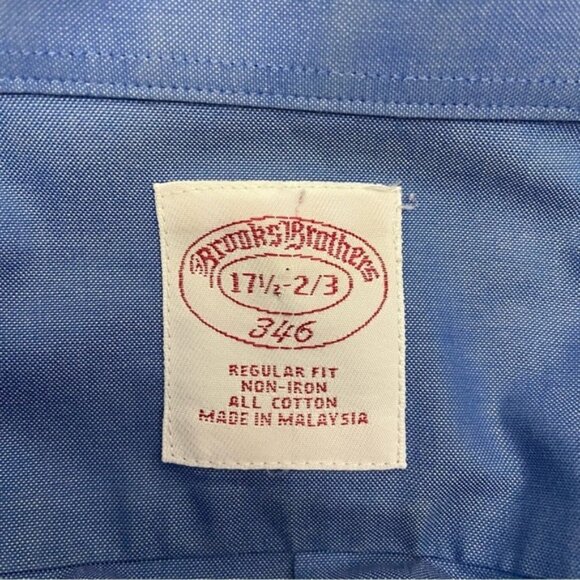 Brooks Brothers
17½-2/3
346
REGULAR FIT
NON-IRON
ALL COTTON
MADE IN MALAYSIA